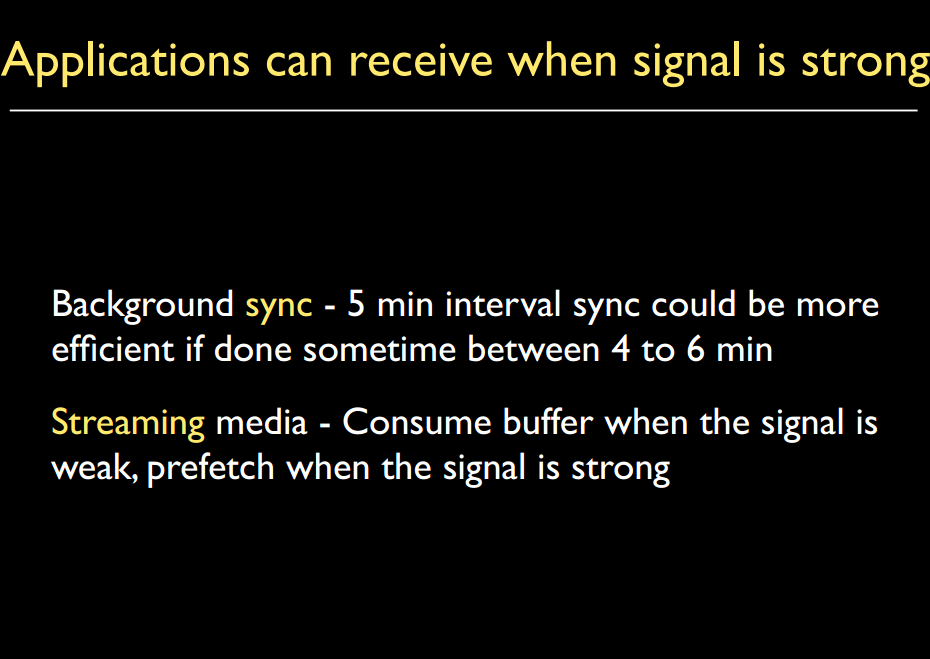 Applications can receive when signal is strong
Background sync - 5 min interval sync could be more
efficient if done sometime between 4 to 6 min
Streaming media - Consume buffer when the signal is
weak, prefetch when the signal is strong